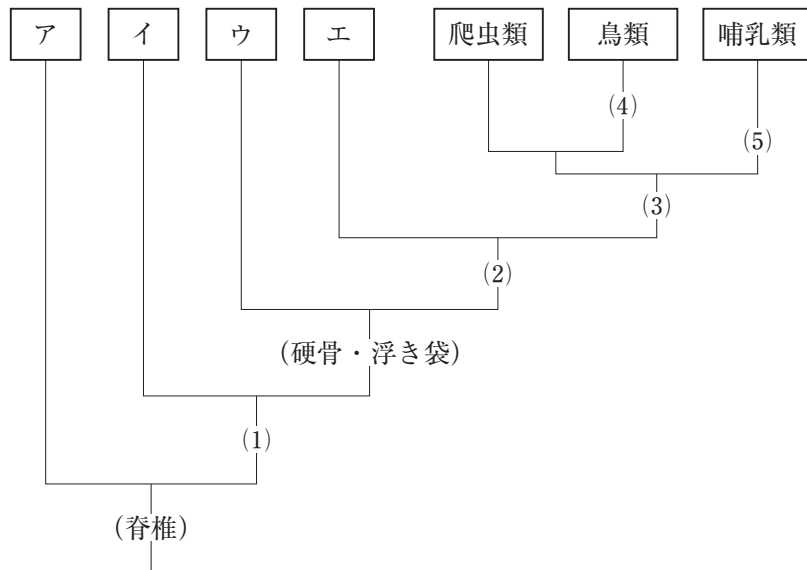 ア イ ウ エ 爬虫類 鳥類 哺乳類
(4)
(5)
(3)
(2)
(硬骨・浮き袋)
(1)
(脊椎)